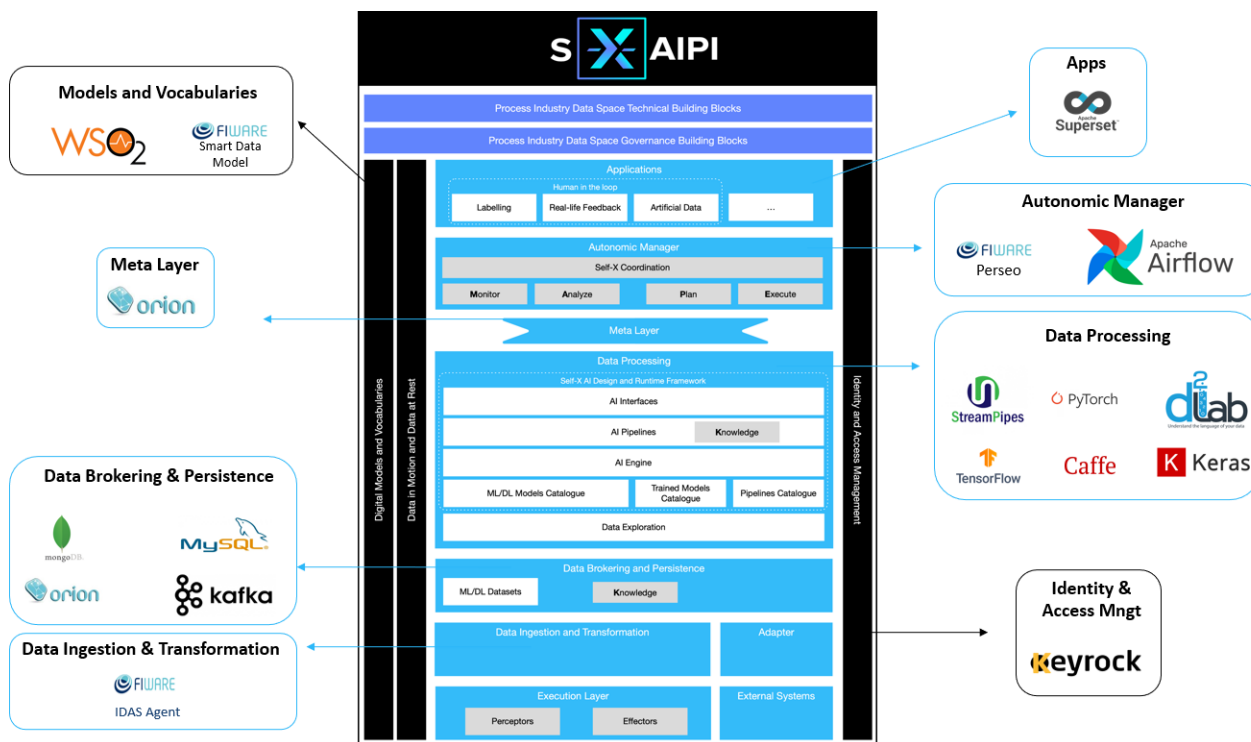 S X AIPI
Process Industry Data Space Technical Building Blocks
Process Industry Data Space Governance Building Blocks
Models and Vocabularies
WSO2
FIWARE
Smart Data
Model
Meta Layer
orion
Data Brokering & Persistence
mongoDB.
MySQL®
orion
kafka
Data Ingestion & Transformation
FIWARE
IDAS Agent
Digital Models and Vocabularies
Data in Motion and Data at Rest
Applications
Human in the loop
Labelling
Real-life Feedback
Artificial Data
...
Autonomic Manager
Self-X Coordination
Monitor
Analyze
Plan
Execute
Meta Layer
Data Processing
Self-X AI Design and Runtime Framework
AI Interfaces
AI Pipelines
Knowledge
AI Engine
ML/DL Models Catalogue
Trained Models
Catalogue
Pipelines Catalogue
Data Exploration
Data Brokering and Persistence
ML/DL Datasets
Knowledge
Data Ingestion and Transformation
Adapter
Execution Layer
Perceptors
Effectors
External Systems
Identity and Access Management
Apps
Apache
Superset™
Autonomic Manager
FIWARE
Perseo
Apache
Airflow
Data Processing
StreamPipes
PyTorch
d2lab
Understand the language of your data
TensorFlow
Caffe
K Keras
Identity &
Access Mngt
Keyrock